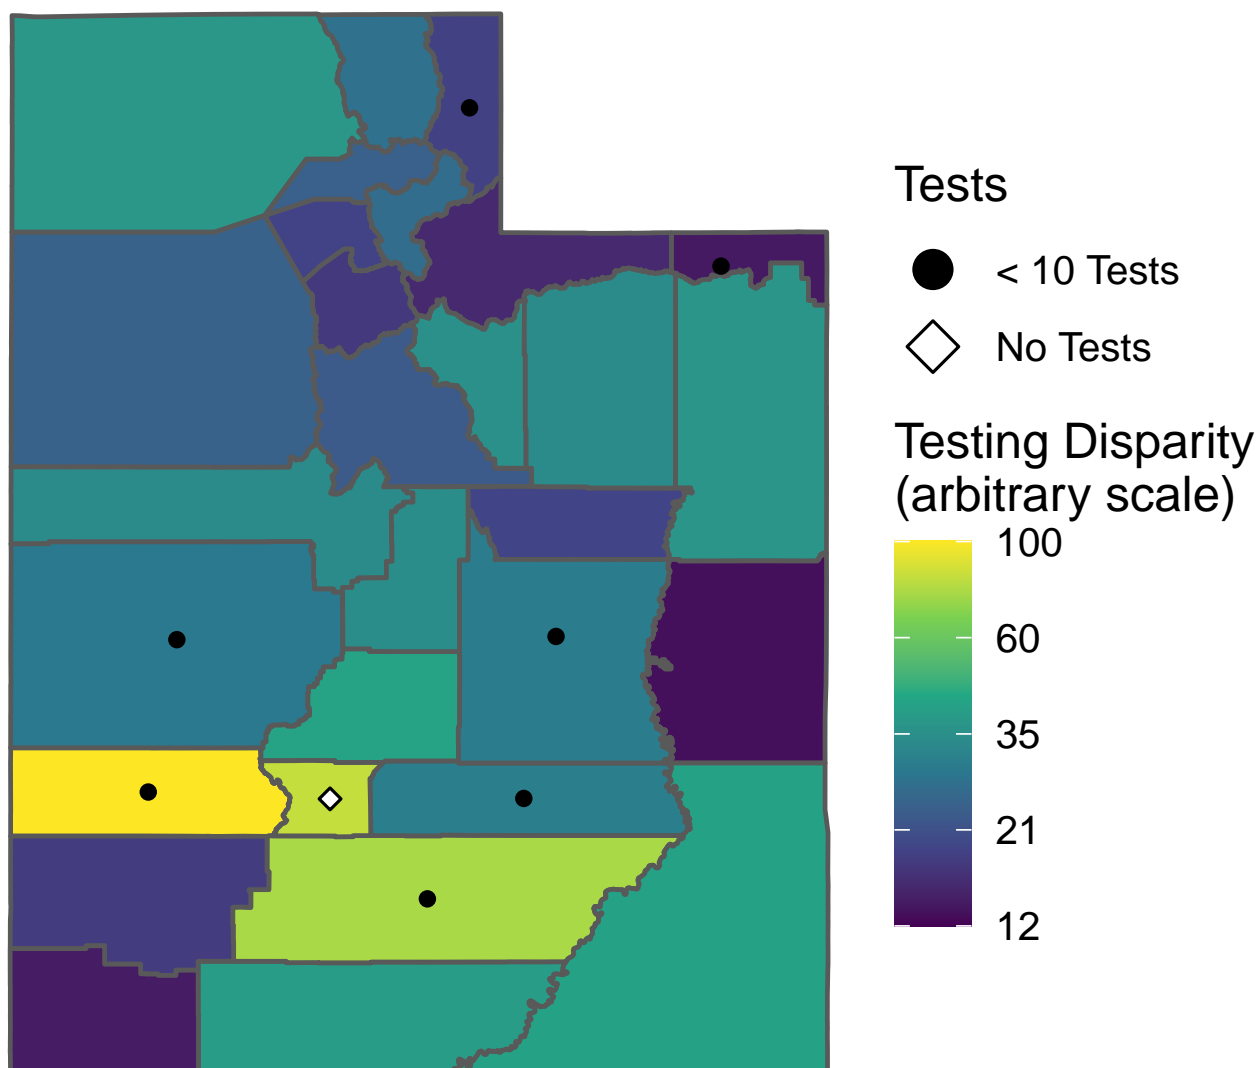 Tests
< 10 Tests
No Tests
Testing Disparity
(arbitrary scale)
100
60
35
21
12